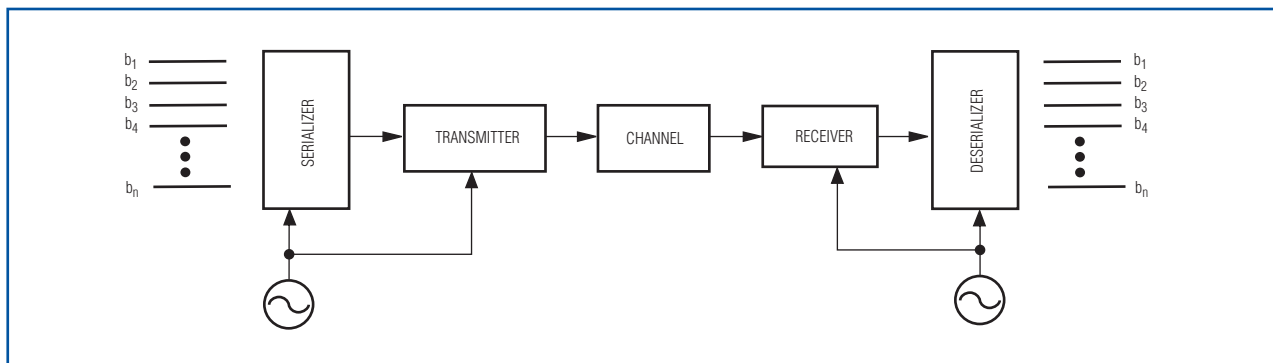 b1
b2
b3
b4
bn
SERIALIZER
TRANSMITTER
CHANNEL
RECEIVER
DESERIALIZER
b1
b2
b3
b4
bn